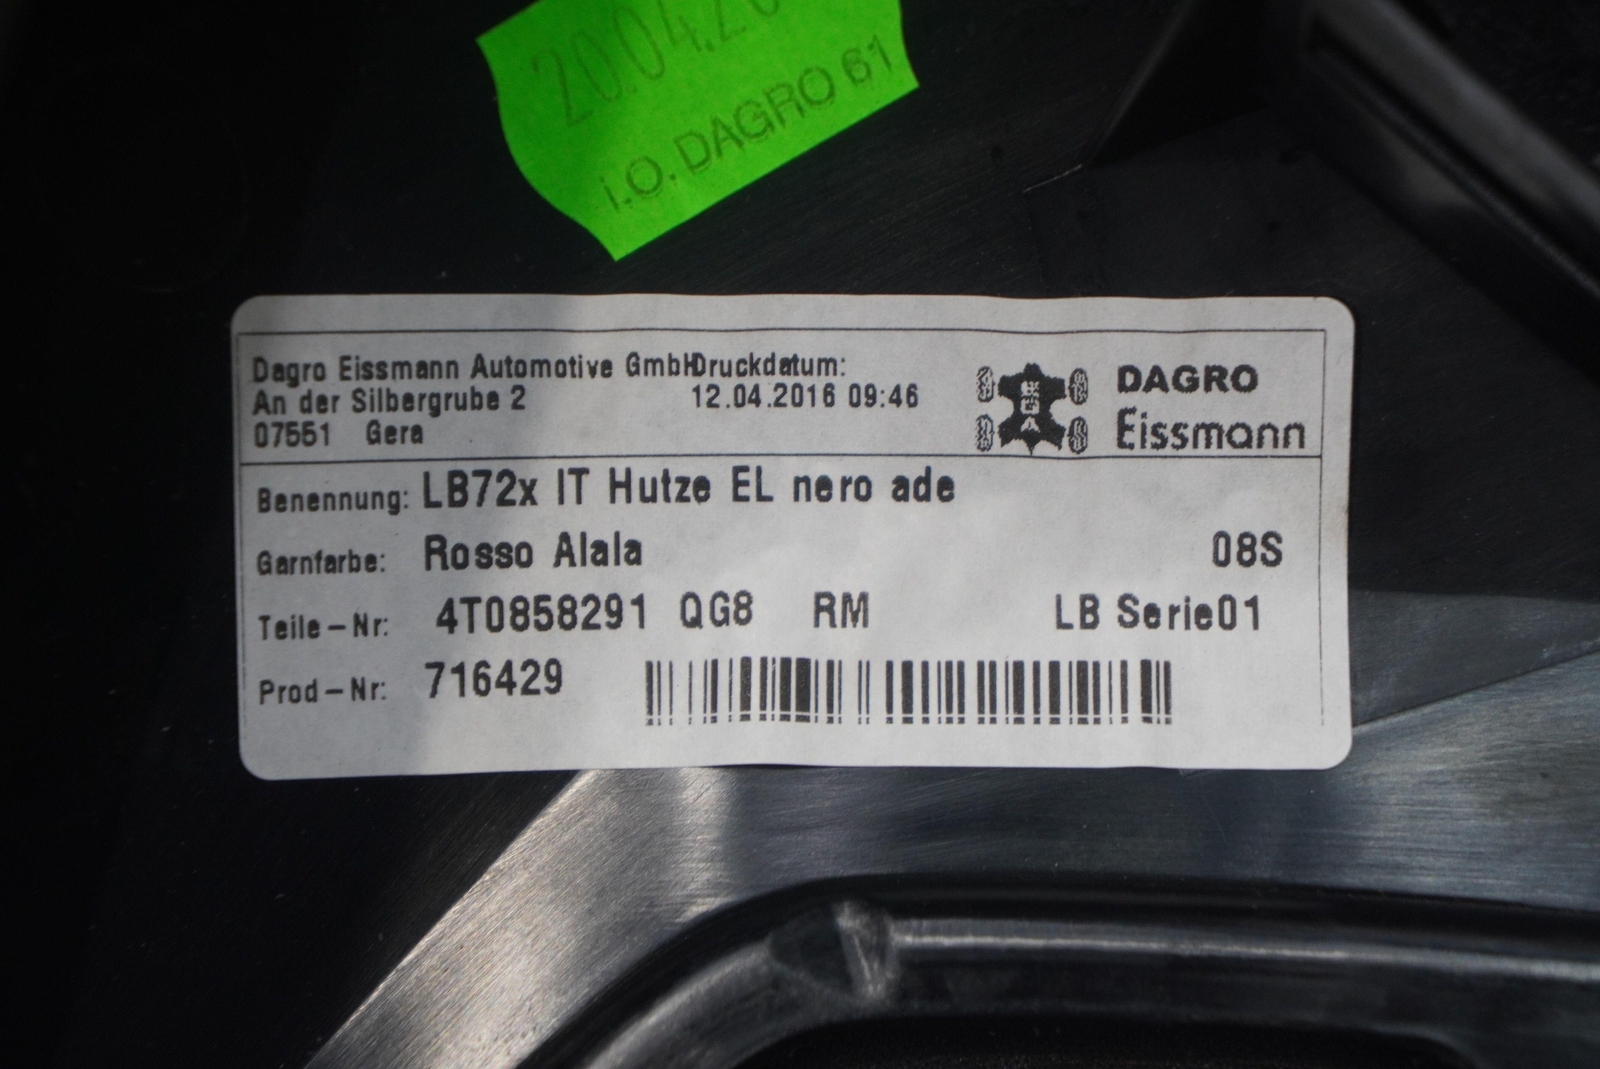 20.04.20
i.O. DAGRO 61
Dagro Eissmann Automotive GmbH Druckdatum:
An der Silbergrube 2 12.04.2016 09:46
07551 Gera
DAGRO
Eissmann
Benennung: LB72x IT Hutze EL nero ade
Garnfarbe: Rosso Alala 08S
Teile-Nr: 4T0858291 QG8 RM LB Serie01
Prod-Nr: 716429